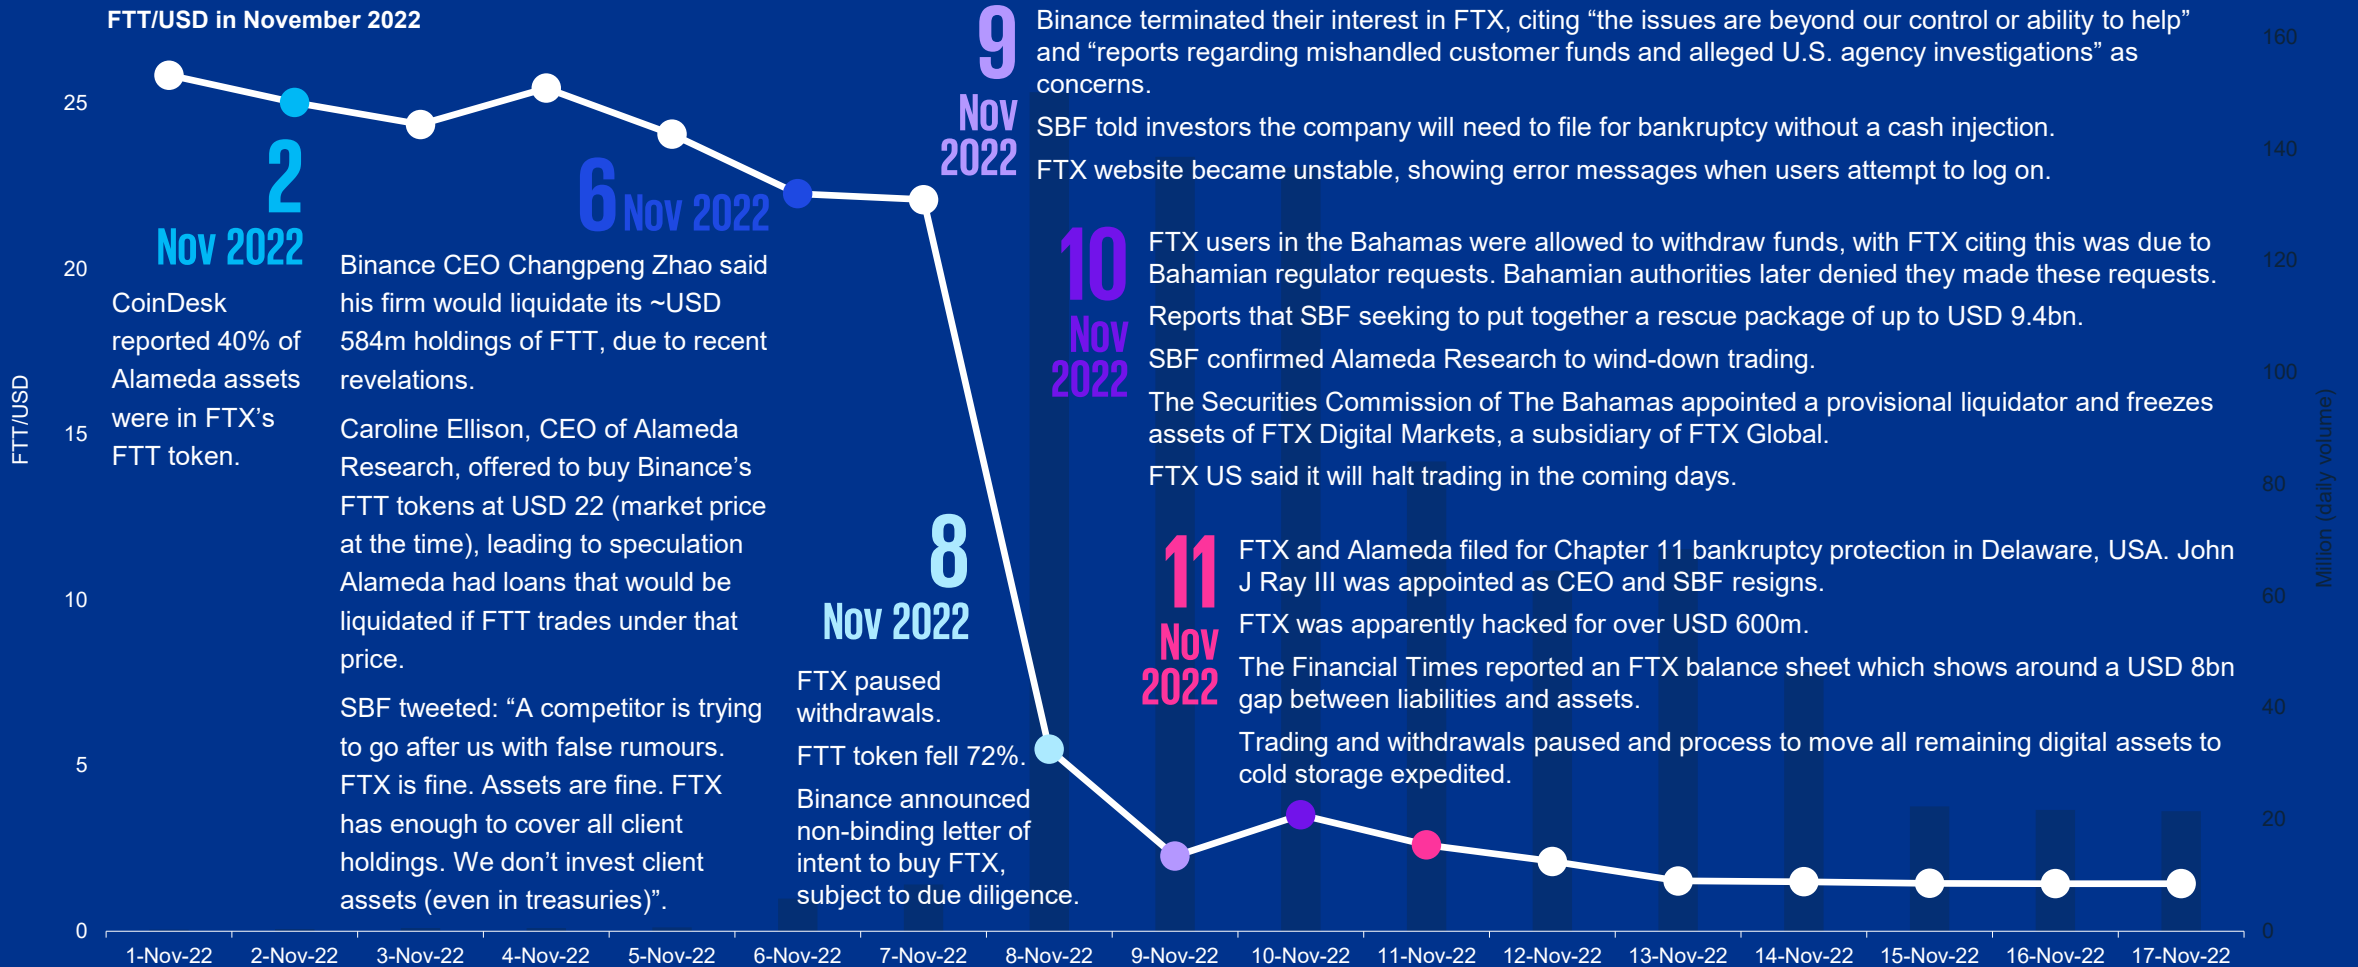 FTT/USD in November 2022
FTT/USD
25
20
15
10
5
0
2
Nov 2022
CoinDesk
reported 40% of
Alameda assets
were in FTX’s
FTT token.
6 Nov 2022
Binance CEO Changpeng Zhao said
his firm would liquidate its ~USD
584m holdings of FTT, due to recent
revelations.
Caroline Ellison, CEO of Alameda
Research, offered to buy Binance’s
FTT tokens at USD 22 (market price
at the time), leading to speculation
Alameda had loans that would be
liquidated if FTT trades under that
price.
SBF tweeted: “A competitor is trying
to go after us with false rumours.
FTX is fine. Assets are fine. FTX
has enough to cover all client
holdings. We don’t invest client
assets (even in treasuries)”.
8
Nov 2022
FTX paused
withdrawals.
FTT token fell 72%.
Binance announced
non-binding letter of
intent to buy FTX,
subject to due diligence.
9
Nov
2022
Binance terminated their interest in FTX, citing “the issues are beyond our control or ability to help”
and “reports regarding mishandled customer funds and alleged U.S. agency investigations” as
concerns.
SBF told investors the company will need to file for bankruptcy without a cash injection.
FTX website became unstable, showing error messages when users attempt to log on.
10
Nov
2022
FTX users in the Bahamas were allowed to withdraw funds, with FTX citing this was due to
Bahamian regulator requests. Bahamian authorities later denied they made these requests.
Reports that SBF seeking to put together a rescue package of up to USD 9.4bn.
SBF confirmed Alameda Research to wind-down trading.
The Securities Commission of The Bahamas appointed a provisional liquidator and freezes
assets of FTX Digital Markets, a subsidiary of FTX Global.
FTX US said it will halt trading in the coming days.
11
Nov
2022
FTX and Alameda filed for Chapter 11 bankruptcy protection in Delaware, USA. John
J Ray III was appointed as CEO and SBF resigns.
FTX was apparently hacked for over USD 600m.
The Financial Times reported an FTX balance sheet which shows around a USD 8bn
gap between liabilities and assets.
Trading and withdrawals paused and process to move all remaining digital assets to
cold storage expedited.
160
140
120
100
80
60
40
20
0
Million (daily volume)
1-Nov-22 2-Nov-22 3-Nov-22 4-Nov-22 5-Nov-22 6-Nov-22 7-Nov-22 8-Nov-22 9-Nov-22 10-Nov-22 11-Nov-22 12-Nov-22 13-Nov-22 14-Nov-22 15-Nov-22 16-Nov-22 17-Nov-22